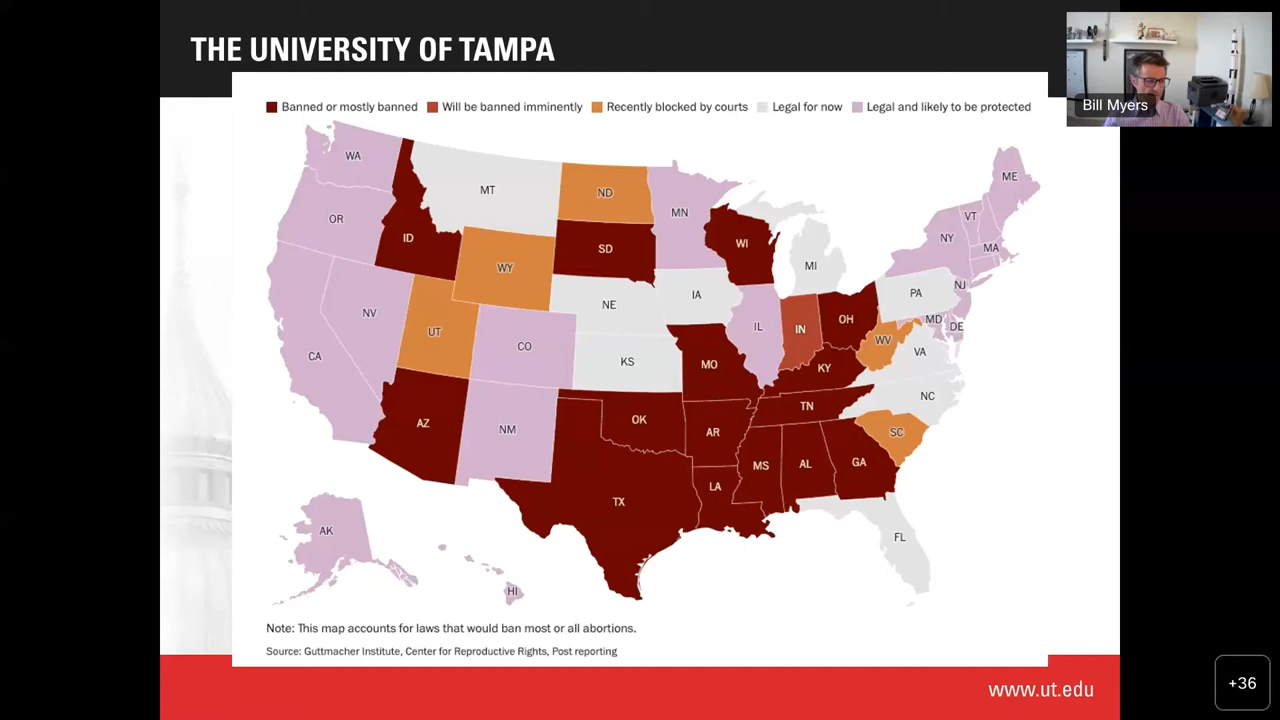 THE UNIVERSITY OF TAMPA
Bill Myers
Banned or mostly banned Will be banned imminently Recently blocked by courts Legal for now Legal and likely to be protected
WA
MT
ND
MN
ME
OR
ID
SD
WI
VT
NY
MA
WY
MI
NV
UT
NE
IA
PA
NJ
CA
CO
KS
MO
IL
IN
OH
WV
MD
DE
VA
KY
AZ
NM
OK
AR
TN
NC
SC
TX
LA
MS
AL
GA
FL
AK
HI
Note: This map accounts for laws that would ban most or all abortions.
Source: Guttmacher Institute, Center for Reproductive Rights, Post reporting
www.ut.edu
+36